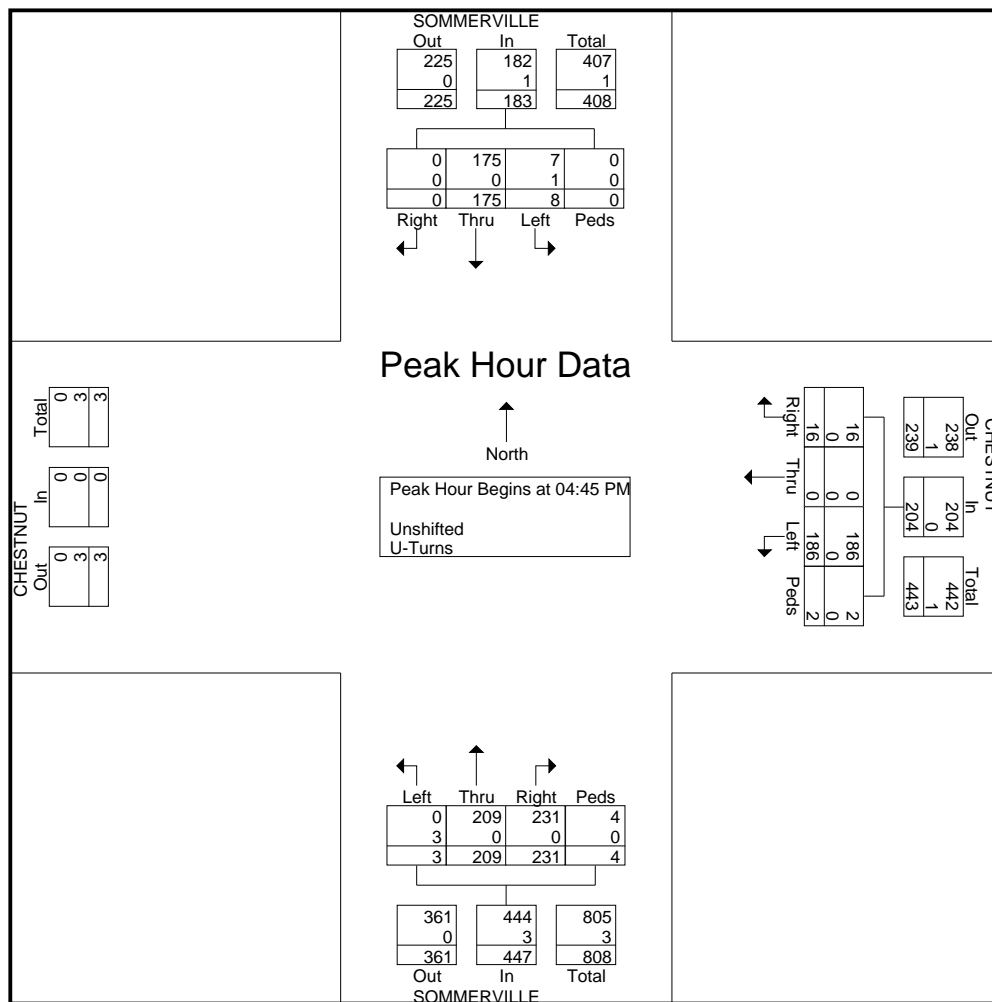 SOMMERVILLE
Out In Total
225 182 407
0 1 1
225 183 408
0 175 7 0
0 0 1 0
0 175 8 0
Right Thru Left Peds
Peak Hour Data
North
Peak Hour Begins at 04:45 PM
Unshifted
U-Turns
CHESTNUT
Out In Total
0 0 0
3 0 3
3 0 3
CHESTNUT
Out In Total
238 204 442
1 0 1
239 204 443
16 0 186 2
0 0 0 0
16 0 186 2
Right Thru Left Peds
Left Thru Right Peds
0 209 231 4
3 0 0 0
3 209 231 4
361 444 805
0 3 3
361 447 808
Out In Total
SOMMERVILLE